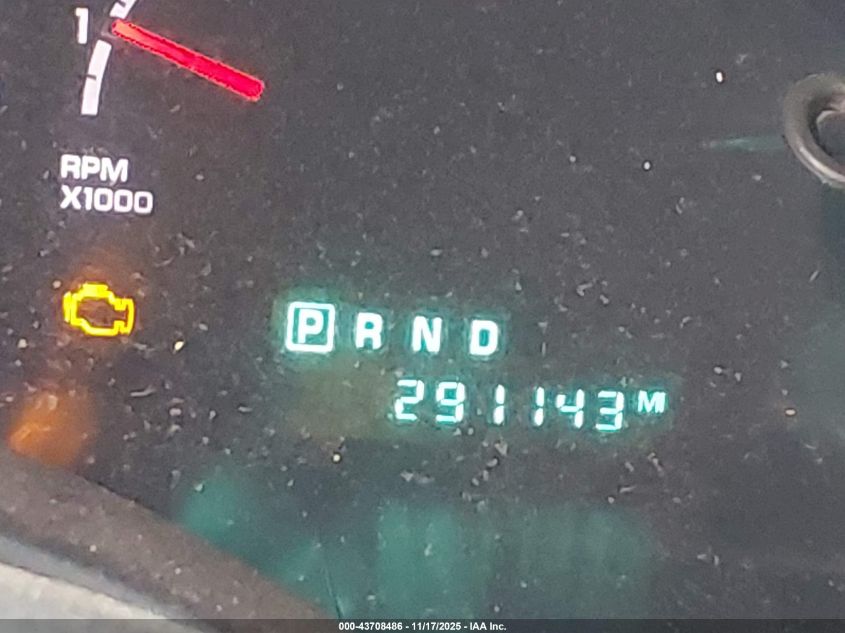 1
RPM
X1000
P R N D
291143 M
000-43708486 - 11/17/2025 - IAA Inc.